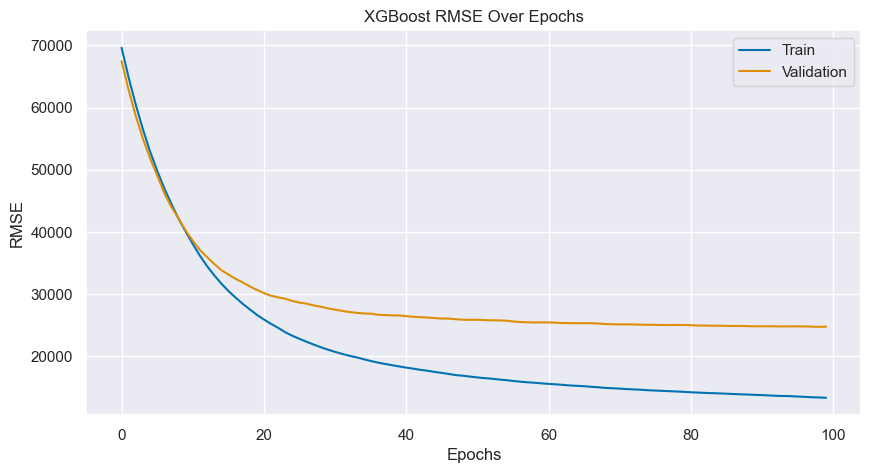 XGBoost RMSE Over Epochs
Train
Validation
RMSE
70000
60000
50000
40000
30000
20000
0 20 40 60 80 100
Epochs